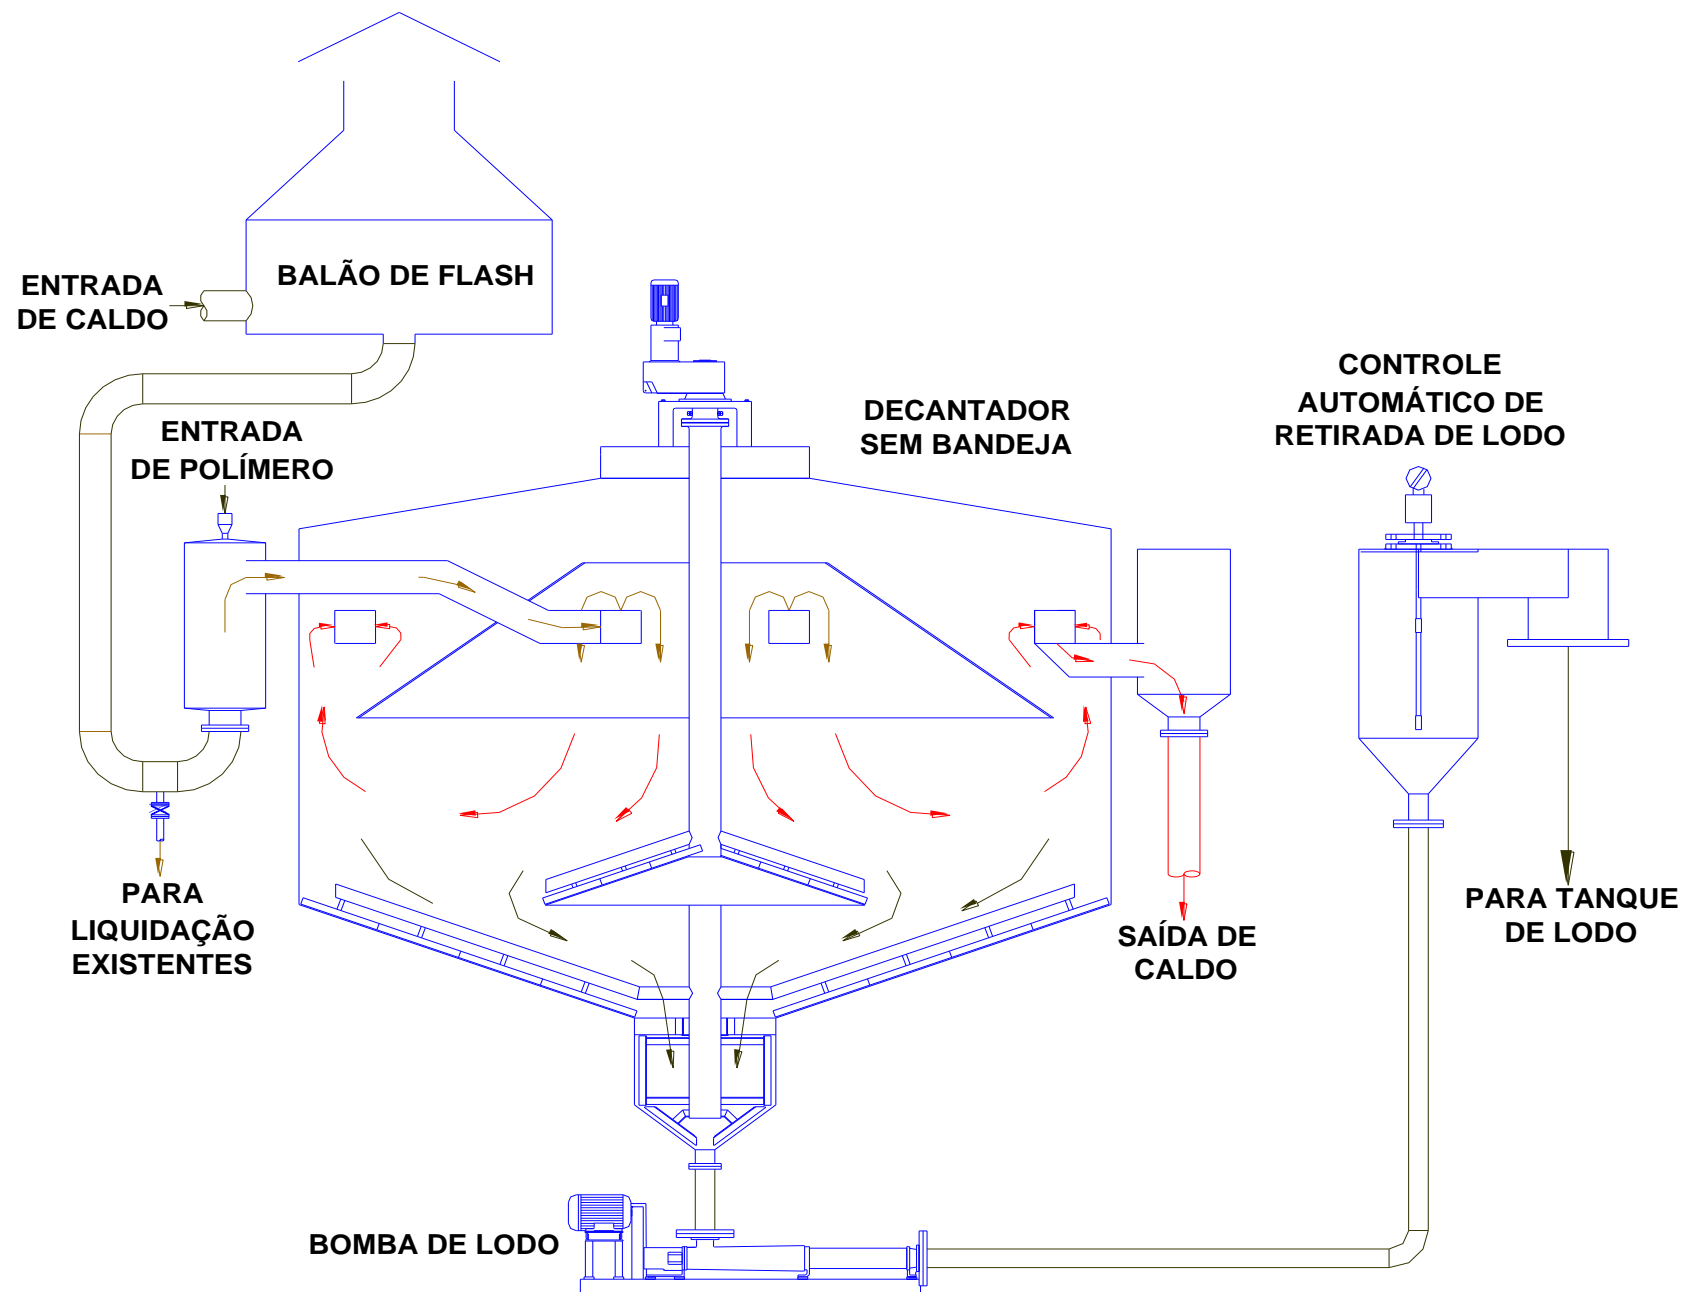 BALÃO DE FLASH
ENTRADA
DE CALDO
ENTRADA
DE POLÍMERO
DECANTADOR
SEM BANDEJA
CONTROLE
AUTOMÁTICO DE
RETIRADA DE LODO
PARA
LIQUIDAÇÃO
EXISTENTES
SAÍDA DE
CALDO
PARA TANQUE
DE LODO
BOMBA DE LODO